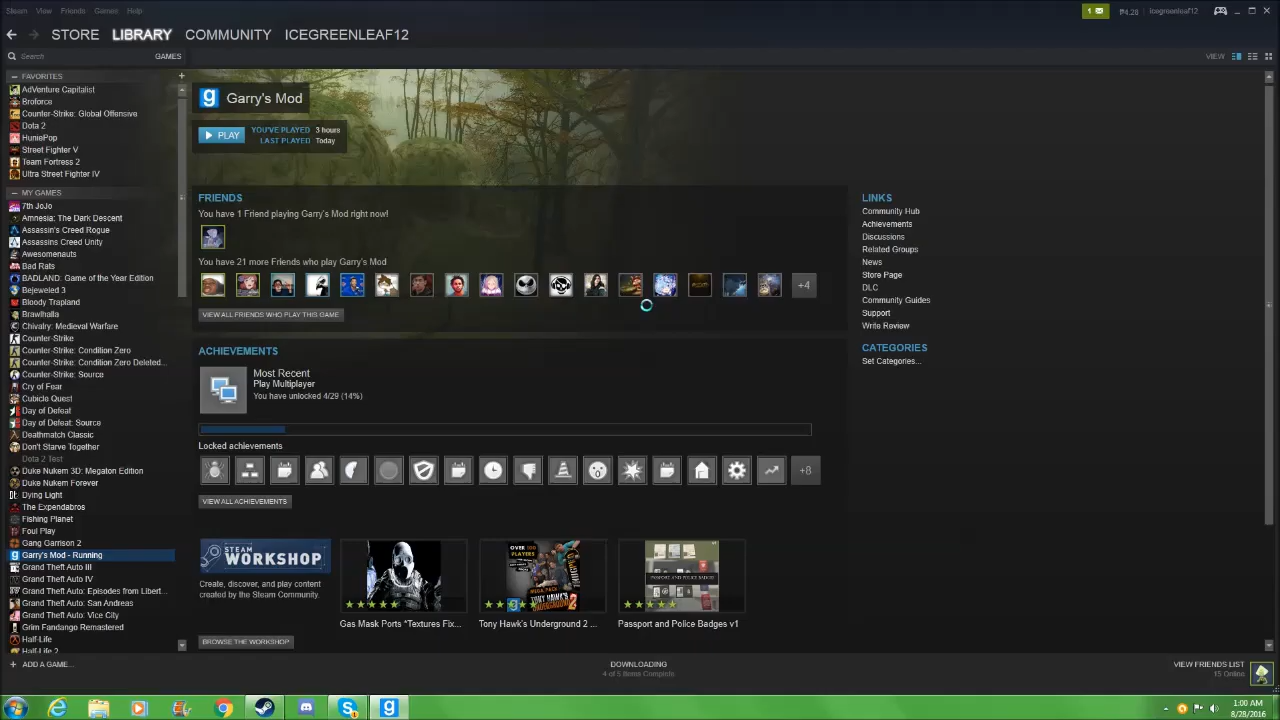 Steam View Friends Games Help
1
₱4.28
icegreenleaf12
STORE LIBRARY COMMUNITY ICEGREENLEAF12
Search GAMES
VIEW
FAVORITES
AdVenture Capitalist
Broforce
Counter-Strike: Global Offensive
Dota 2
HuniePop
Street Fighter V
Team Fortress 2
Ultra Street Fighter IV
MY GAMES
7th JoJo
Amnesia: The Dark Descent
Assassin's Creed Rogue
Assassins Creed Unity
Awesomenauts
Bad Rats
BADLAND: Game of the Year Edition
Bejeweled 3
Bloody Trapland
Brawlhalla
Chivalry: Medieval Warfare
Counter-Strike
Counter-Strike: Condition Zero
Counter-Strike: Condition Zero Deleted...
Counter-Strike: Source
Cry of Fear
Cubicle Quest
Day of Defeat
Day of Defeat: Source
Deathmatch Classic
Don't Starve Together
Dota 2 Test
Duke Nukem 3D: Megaton Edition
Duke Nukem Forever
Dying Light
The Expendabros
Fishing Planet
Foul Play
Gang Garrison 2
Garry's Mod - Running
Grand Theft Auto III
Grand Theft Auto IV
Grand Theft Auto: Episodes from Libert...
Grand Theft Auto: San Andreas
Grand Theft Auto: Vice City
Grim Fandango Remastered
Half-Life
Half-Life 2
+ ADD A GAME...
g Garry's Mod
PLAY
YOU'VE PLAYED 3 hours
LAST PLAYED Today
FRIENDS
You have 1 Friend playing Garry's Mod right now!
You have 21 more Friends who play Garry's Mod
+4
VIEW ALL FRIENDS WHO PLAY THIS GAME
ACHIEVEMENTS
Most Recent
Play Multiplayer
You have unlocked 4/29 (14%)
Locked achievements
+8
VIEW ALL ACHIEVEMENTS
STEAM
WORKSHOP
Create, discover, and play content
created by the Steam Community.
BROWSE THE WORKSHOP
Gas Mask Ports "Textures Fix...
OVER
PLAYERS
Tony Hawk's Underground 2 ...
PASSPORT AND POLICE BADGES
Passport and Police Badges v1
LINKS
Community Hub
Achievements
Discussions
Related Groups
News
Store Page
DLC
Community Guides
Support
Write Review
CATEGORIES
Set Categories...
DOWNLOADING
4 of 5 Items Complete
VIEW FRIENDS LIST
15 Online
1:00 AM
8/28/2016